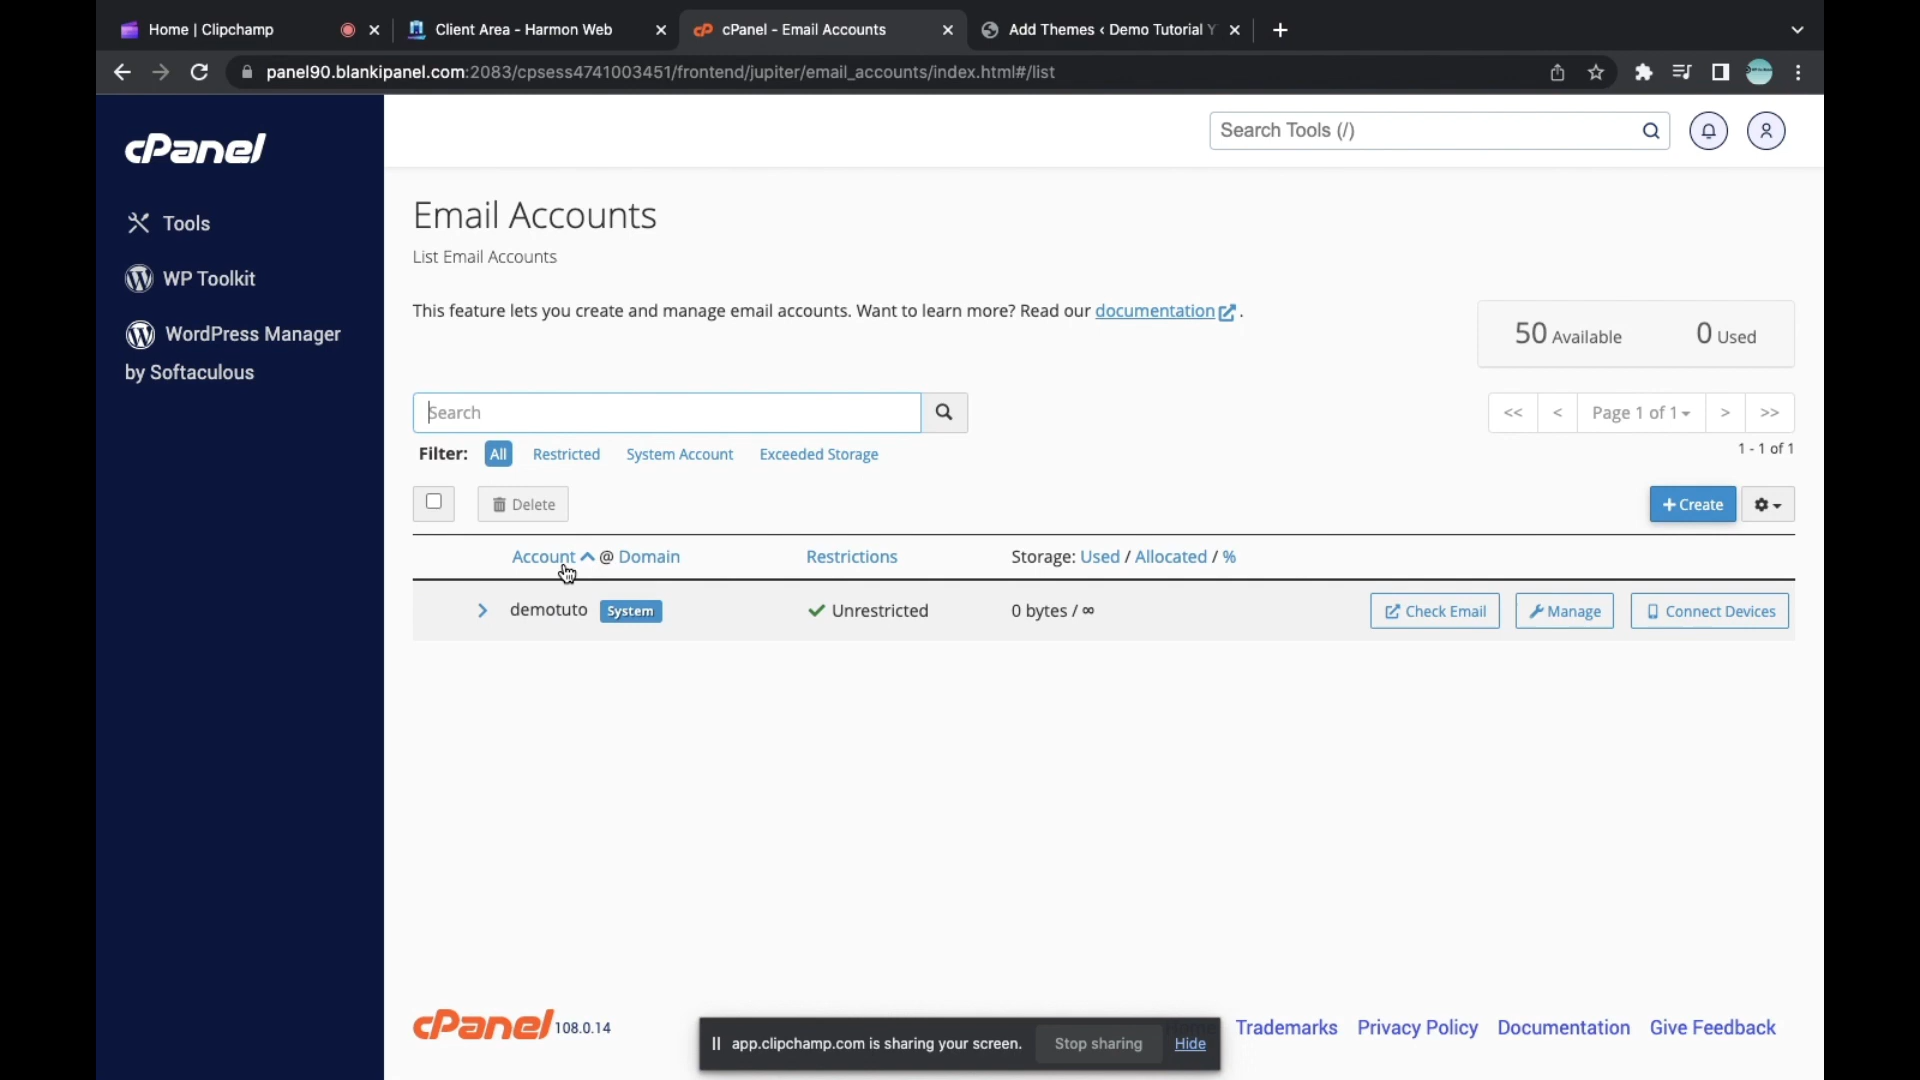 Home | Clipchamp
Client Area - Harmon Web
cPanel - Email Accounts
Add Themes ‹ Demo Tutorial Y
panel90.blankipanel.com:2083/cpsess4741003451/frontend/jupiter/email_accounts/index.html#/list
cPanel
Search Tools (/)
Tools
WP Toolkit
WordPress Manager
by Softaculous
Email Accounts
List Email Accounts
This feature lets you create and manage email accounts. Want to learn more? Read our documentation .
50 Available 0 Used
Search
<< < Page 1 of 1 > >>
Filter: All Restricted System Account Exceeded Storage
1 - 1 of 1
Delete
+ Create
Account @ Domain Restrictions Storage: Used / Allocated / %
demotuto System Unrestricted 0 bytes / ∞ Check Email Manage Connect Devices
cPanel 108.0.14
Trademarks Privacy Policy Documentation Give Feedback
app.clipchamp.com is sharing your screen. Stop sharing Hide